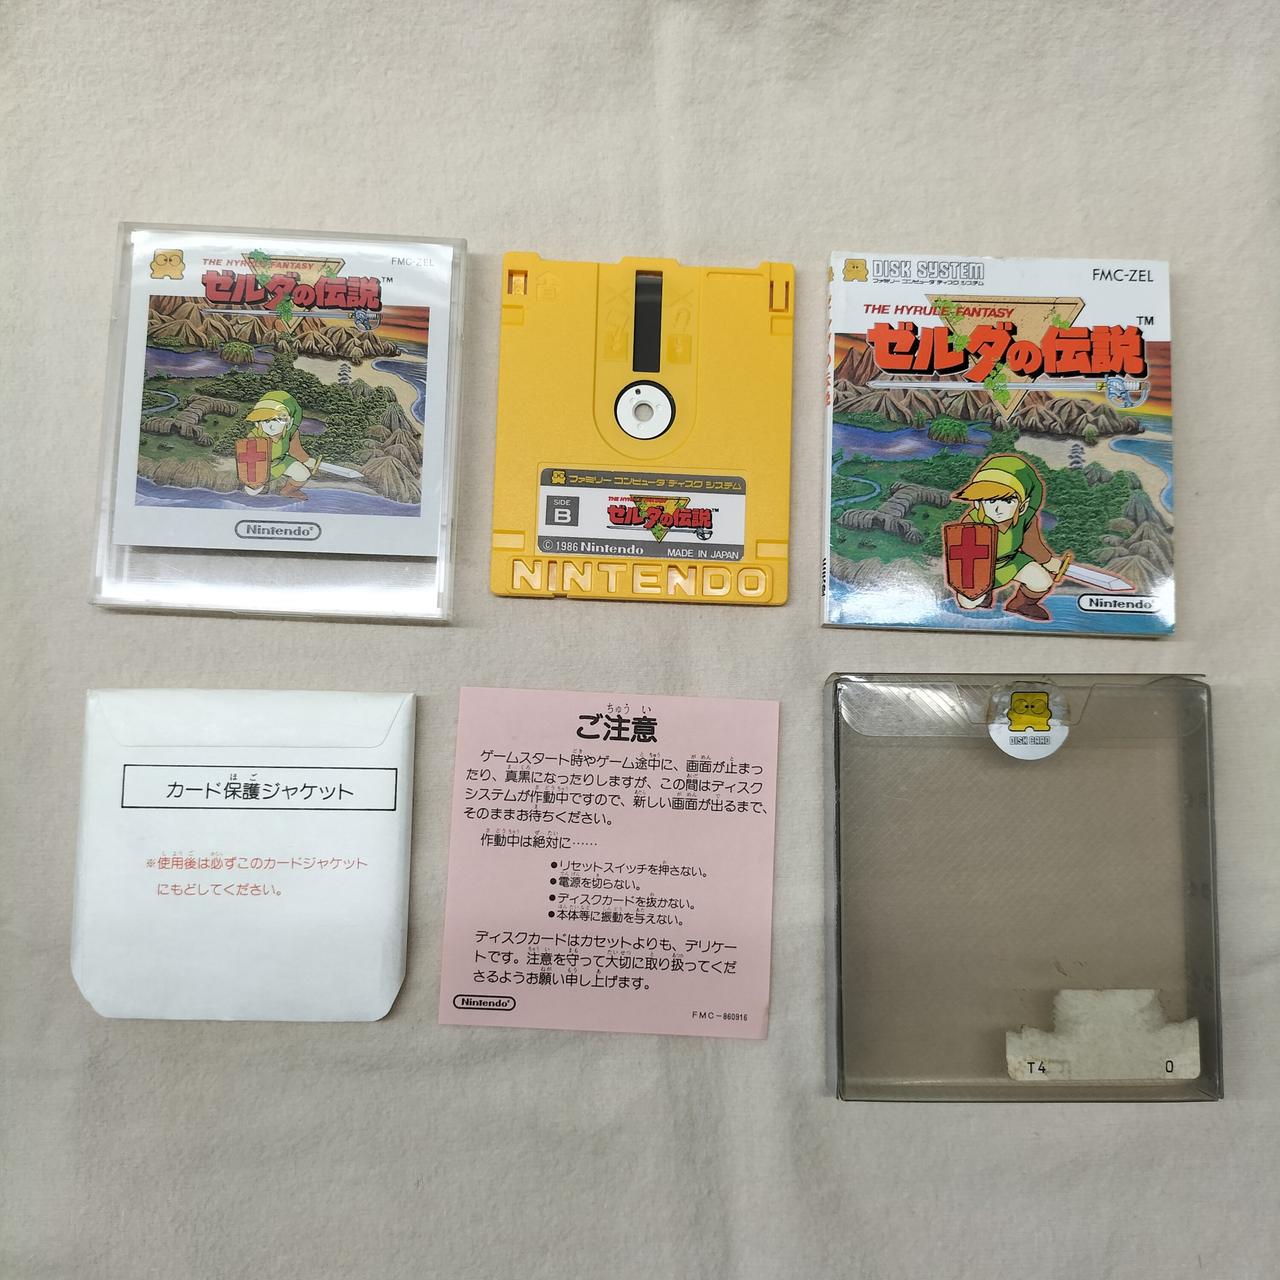 THE HYRULE FANTASY
FMC-ZEL
ゼルダの伝説
TM
Nintendo®
ファミリー コンピュータ ディスク システム
SIDE
B
ゼルダの伝説
© 1986 Nintendo
MADE IN JAPAN
NINTENDO
DISK SYSTEM
ファミリー コンピュータ ディスク システム
FMC-ZEL
THE HYRULE FANTASY
TM
ゼルダの伝説
Nintendo®
カード保護ジャケット
※使用後は必ずこのカードジャケット
にもどしてください。
ご注意
ゲームスタート時やゲーム途中に、画面が止まっ
たり、真黒になったりしますが、この間はディスク
システムが作動中ですので、新しい画面が出るまで、
そのままお待ちください。
作動中は絶対に……
●リセットスイッチを押さない。
●電源を切らない。
●ディスクカードを抜かない。
●本体等に振動を与えない。
ディスクカードはカセットよりも、デリケー
トです。注意を守って大切に取り扱ってくだ
さるようお願い申し上げます。
Nintendo®
FMC-860916
DISK CARD
T4
0